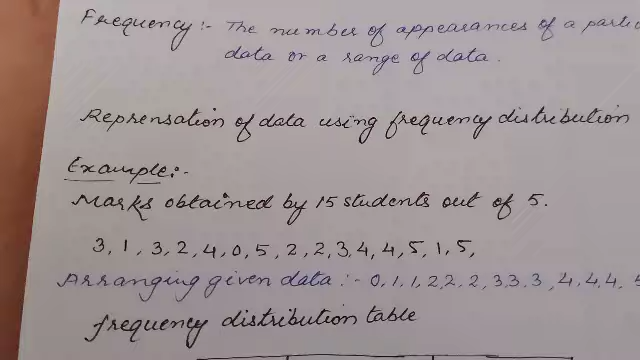 Frequency:- The number of appearances of a
data or a range of data.
Reprensation of data using frequency distribution
Example:-
Marks obtained by 15 students out of 5.
3, 1, 3, 2, 4, 0, 5, 2, 2, 3, 4, 4, 5, 1, 5,
Arranging given data:- 0, 1, 1, 2, 2, 2, 3, 3, 3, 4, 4, 4, 5
frequency distribution table